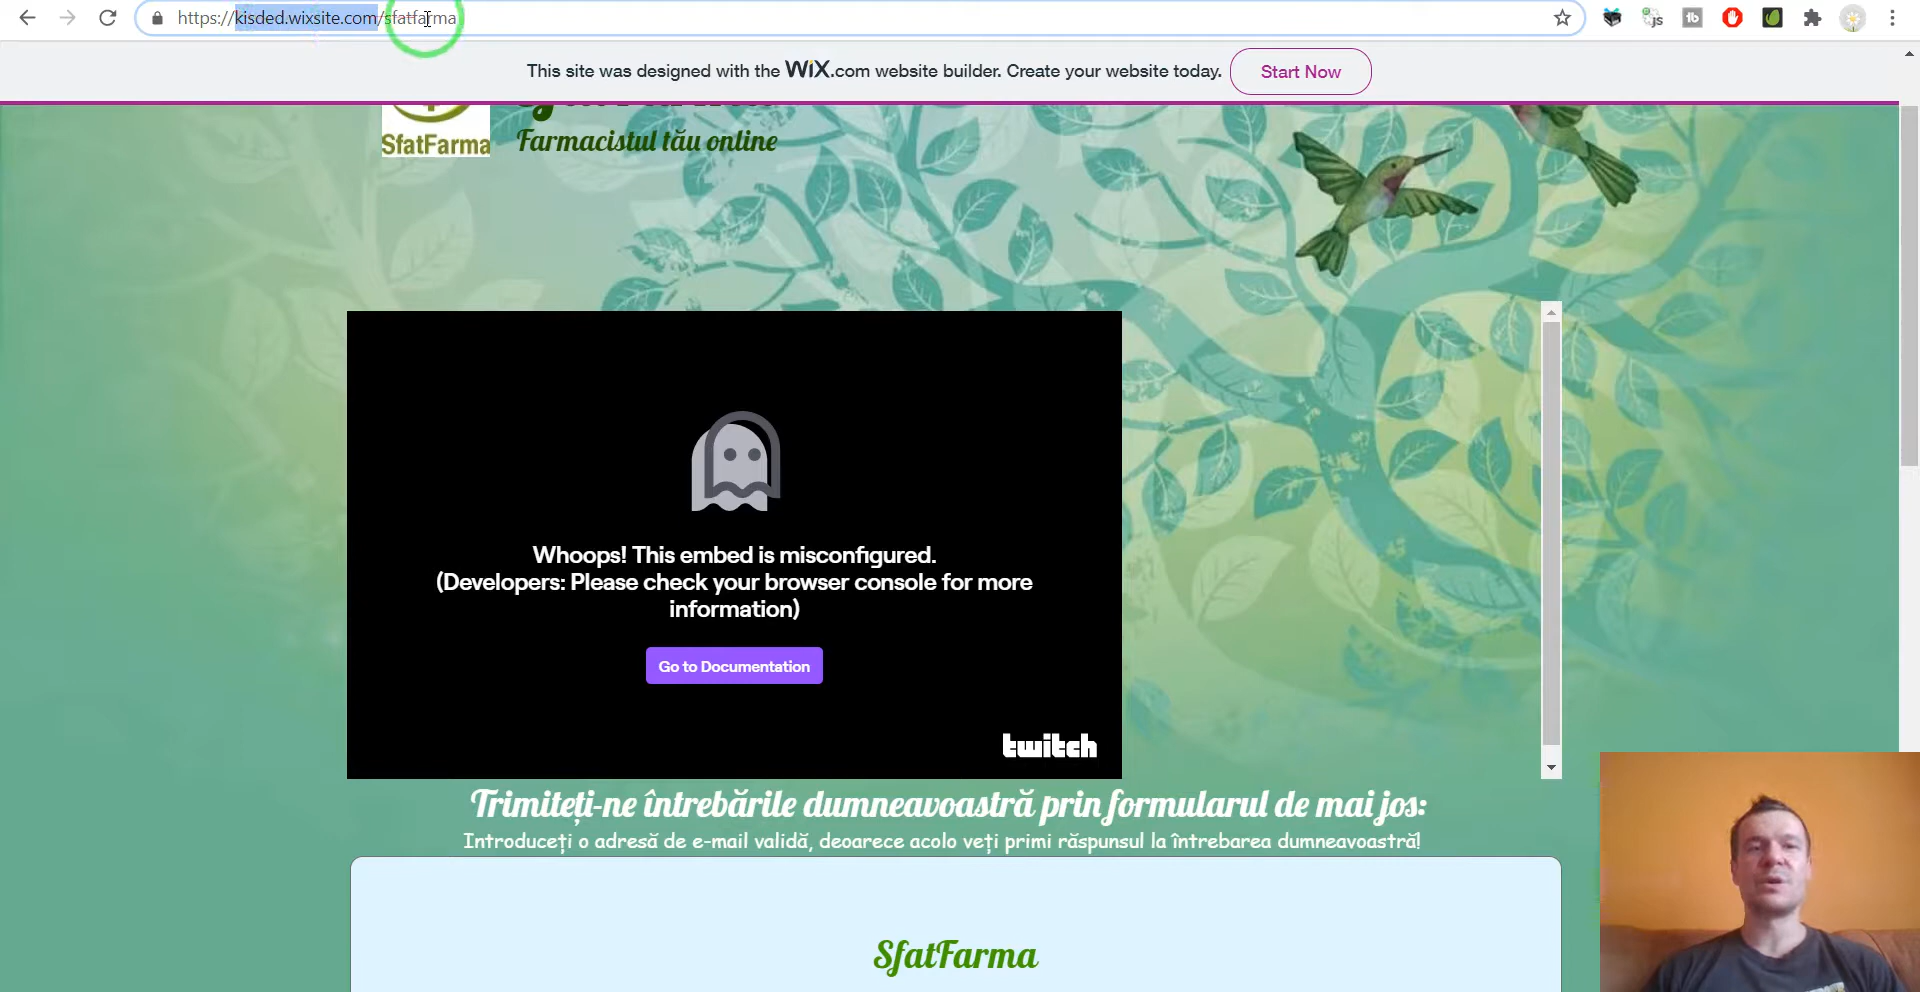 https://kisded.wixsite.com/sfatfarma
js
This site was designed with the WiX.com website builder. Create your website today.
Start Now
SfatFarma
Farmacistul tău online
Whoops! This embed is misconfigured.
(Developers: Please check your browser console for more
information)
Go to Documentation
twitch
Trimiteți-ne întrebările dumneavoastră prin formularul de mai jos:
Introduceți o adresă de e-mail validă, deoarece acolo veți primi răspunsul la întrebarea dumneavoastră!
SfatFarma